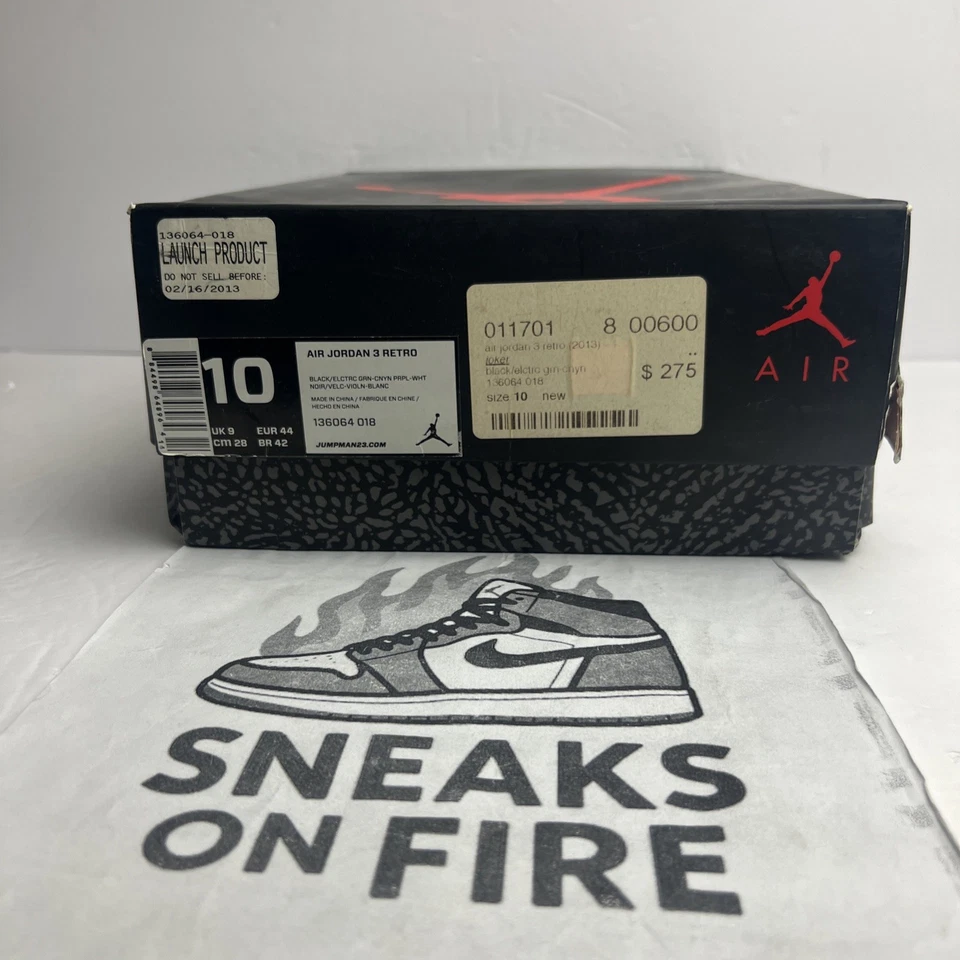 136064-018
LAUNCH PRODUCT
DO NOT SELL BEFORE:
02/16/2013
10
UK 9 EUR 44
CM 28 BR 42
AIR JORDAN 3 RETRO
BLACK/ELCTRC GRN-CNYN PRPL-WHT
NOIR/VELC-VIOLN-BLANC
MADE IN CHINA / FABRIQUE EN CHINE /
HECHO EN CHINA
136064 018
JUMPMAN23.COM
011701 8 00600
air jordan 3 retro (2013)
joker
black/elctrc grn-cnyn
136064 018
$ 275
size 10 new
AIR
SNEAKS
ON FIRE